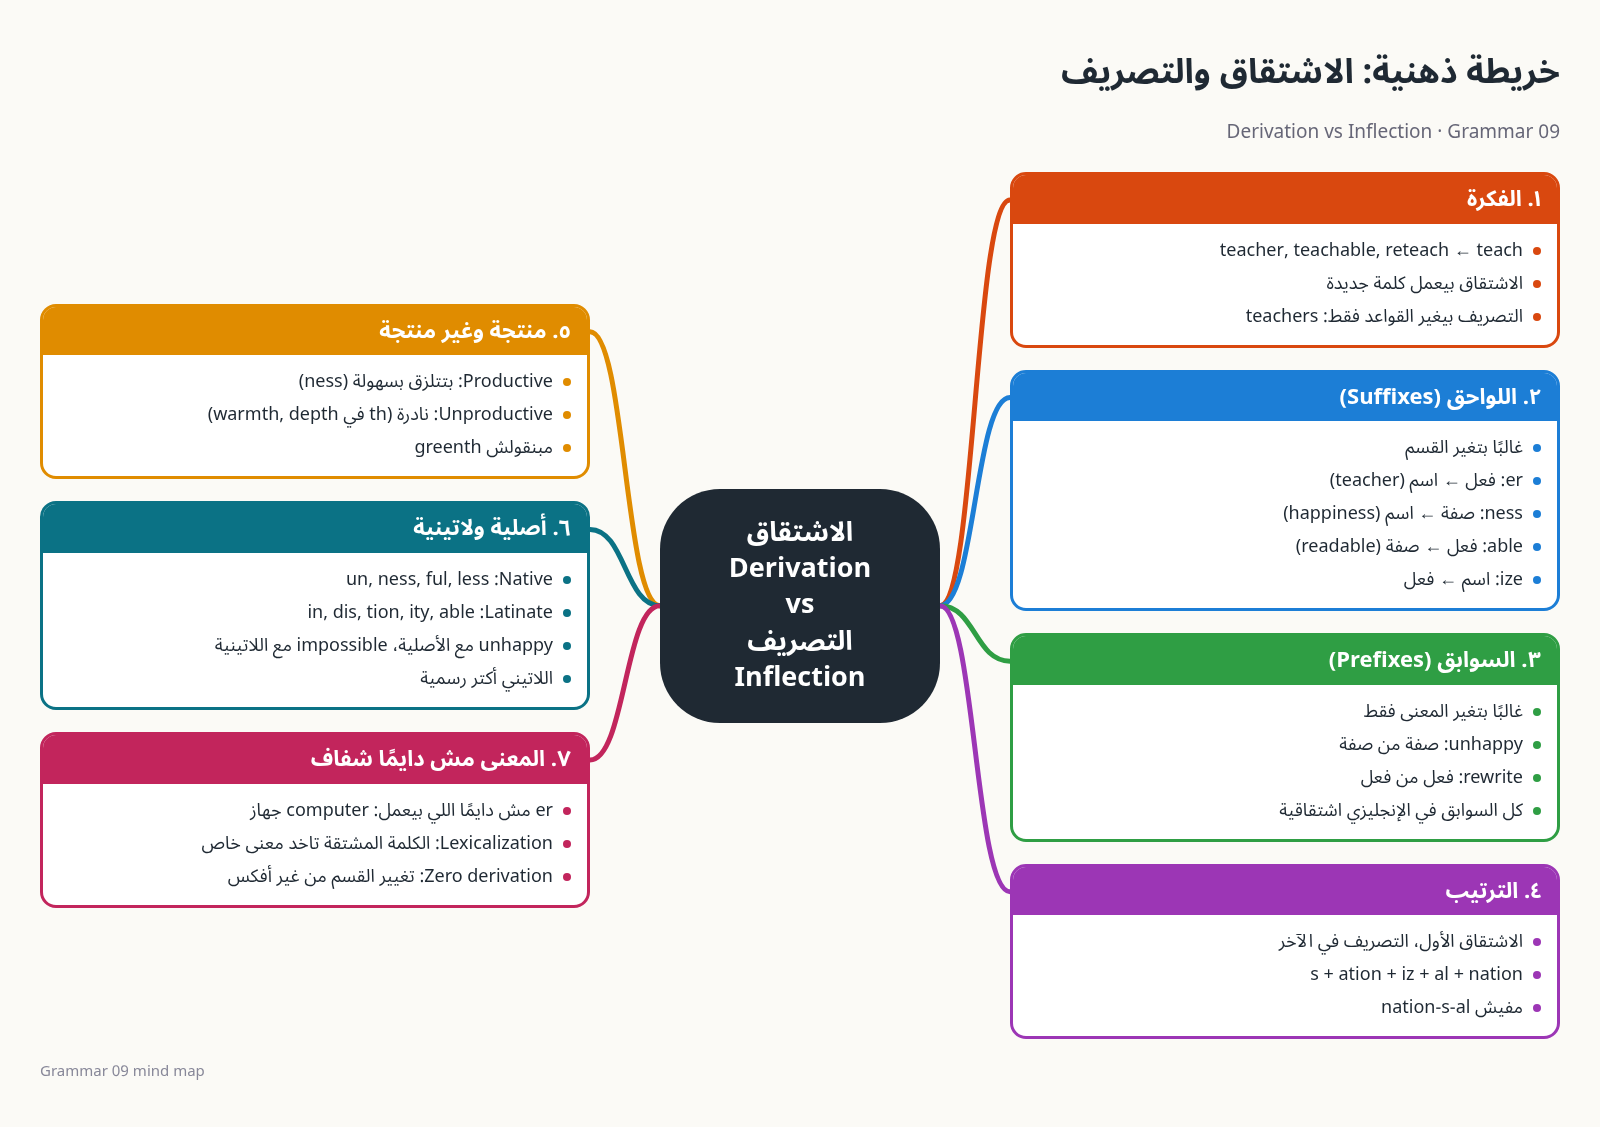 خريطة ذهنية: الاشتقاق والتصريف
Derivation vs Inflection · Grammar 09
١. الفكرة
teach ← teacher, teachable, reteach
الاشتقاق بيعمل كلمة جديدة
التصريف بيغير القواعد فقط: teachers
٢. اللواحق (Suffixes)
غالبًا بتغير القسم
er: فعل ← اسم (teacher)
ness: صفة ← اسم (happiness)
able: فعل ← صفة (readable)
ize: اسم ← فعل
٣. السوابق (Prefixes)
غالبًا بتغير المعنى فقط
unhappy: صفة من صفة
rewrite: فعل من فعل
كل السوابق في الإنجليزي اشتقاقية
٤. الترتيب
الاشتقاق الأول، التصريف في الآخر
nation + al + iz + ation + s
مفيش nation-s-al
الاشتقاق
Derivation
vs
التصريف
Inflection
٥. منتجة وغير منتجة
Productive: بتتلزق بسهولة (ness)
Unproductive: نادرة (th في warmth, depth)
مبنقولش greenth
٦. أصلية ولاتينية
Native: un, ness, ful, less
Latinate: in, dis, tion, ity, able
unhappy مع الأصلية، impossible مع اللاتينية
اللاتيني أكتر رسمية
٧. المعنى مش دايمًا شفاف
er مش دايمًا اللي بيعمل: computer جهاز
Lexicalization: الكلمة المشتقة تاخد معنى خاص
Zero derivation: تغيير القسم من غير أفكس
Grammar 09 mind map